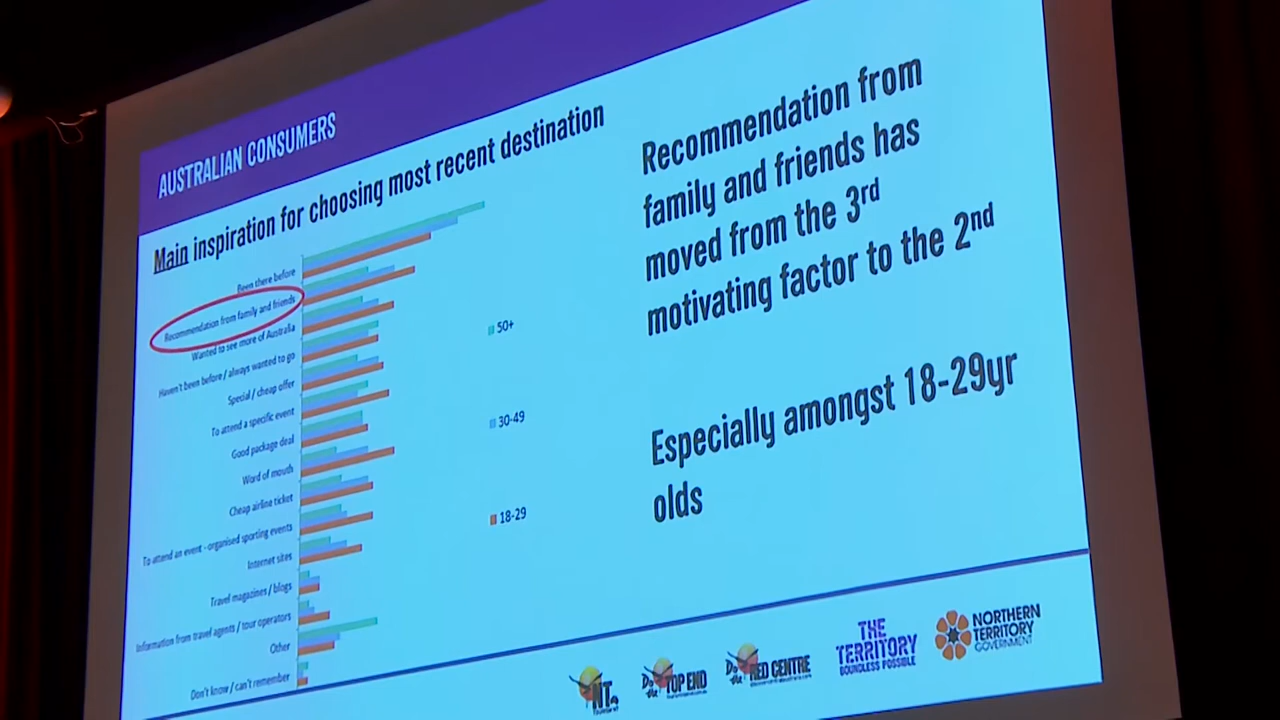 AUSTRALIAN CONSUMERS
Main inspiration for choosing most recent destination
Been there before
Recommendation from family and friends
Wanted to see more of Australia
Haven't been before / always wanted to go
Special / cheap offer
To attend a specific event
Good package deal
Word of mouth
Cheap airline ticket
To attend an event - organised sporting events
Internet sites
Travel magazines / blogs
Information from travel agents / tour operators
Other
Don't know / can't remember
50+
30-49
18-29
Recommendation from
family and friends has
moved from the 3rd
motivating factor to the 2nd
Especially amongst 18-29yr
olds
NT
Do the TOP END
Do the RED CENTRE
THE
TERRITORY
BOUNDLESS POSSIBLE
NORTHERN
TERRITORY
GOVERNMENT